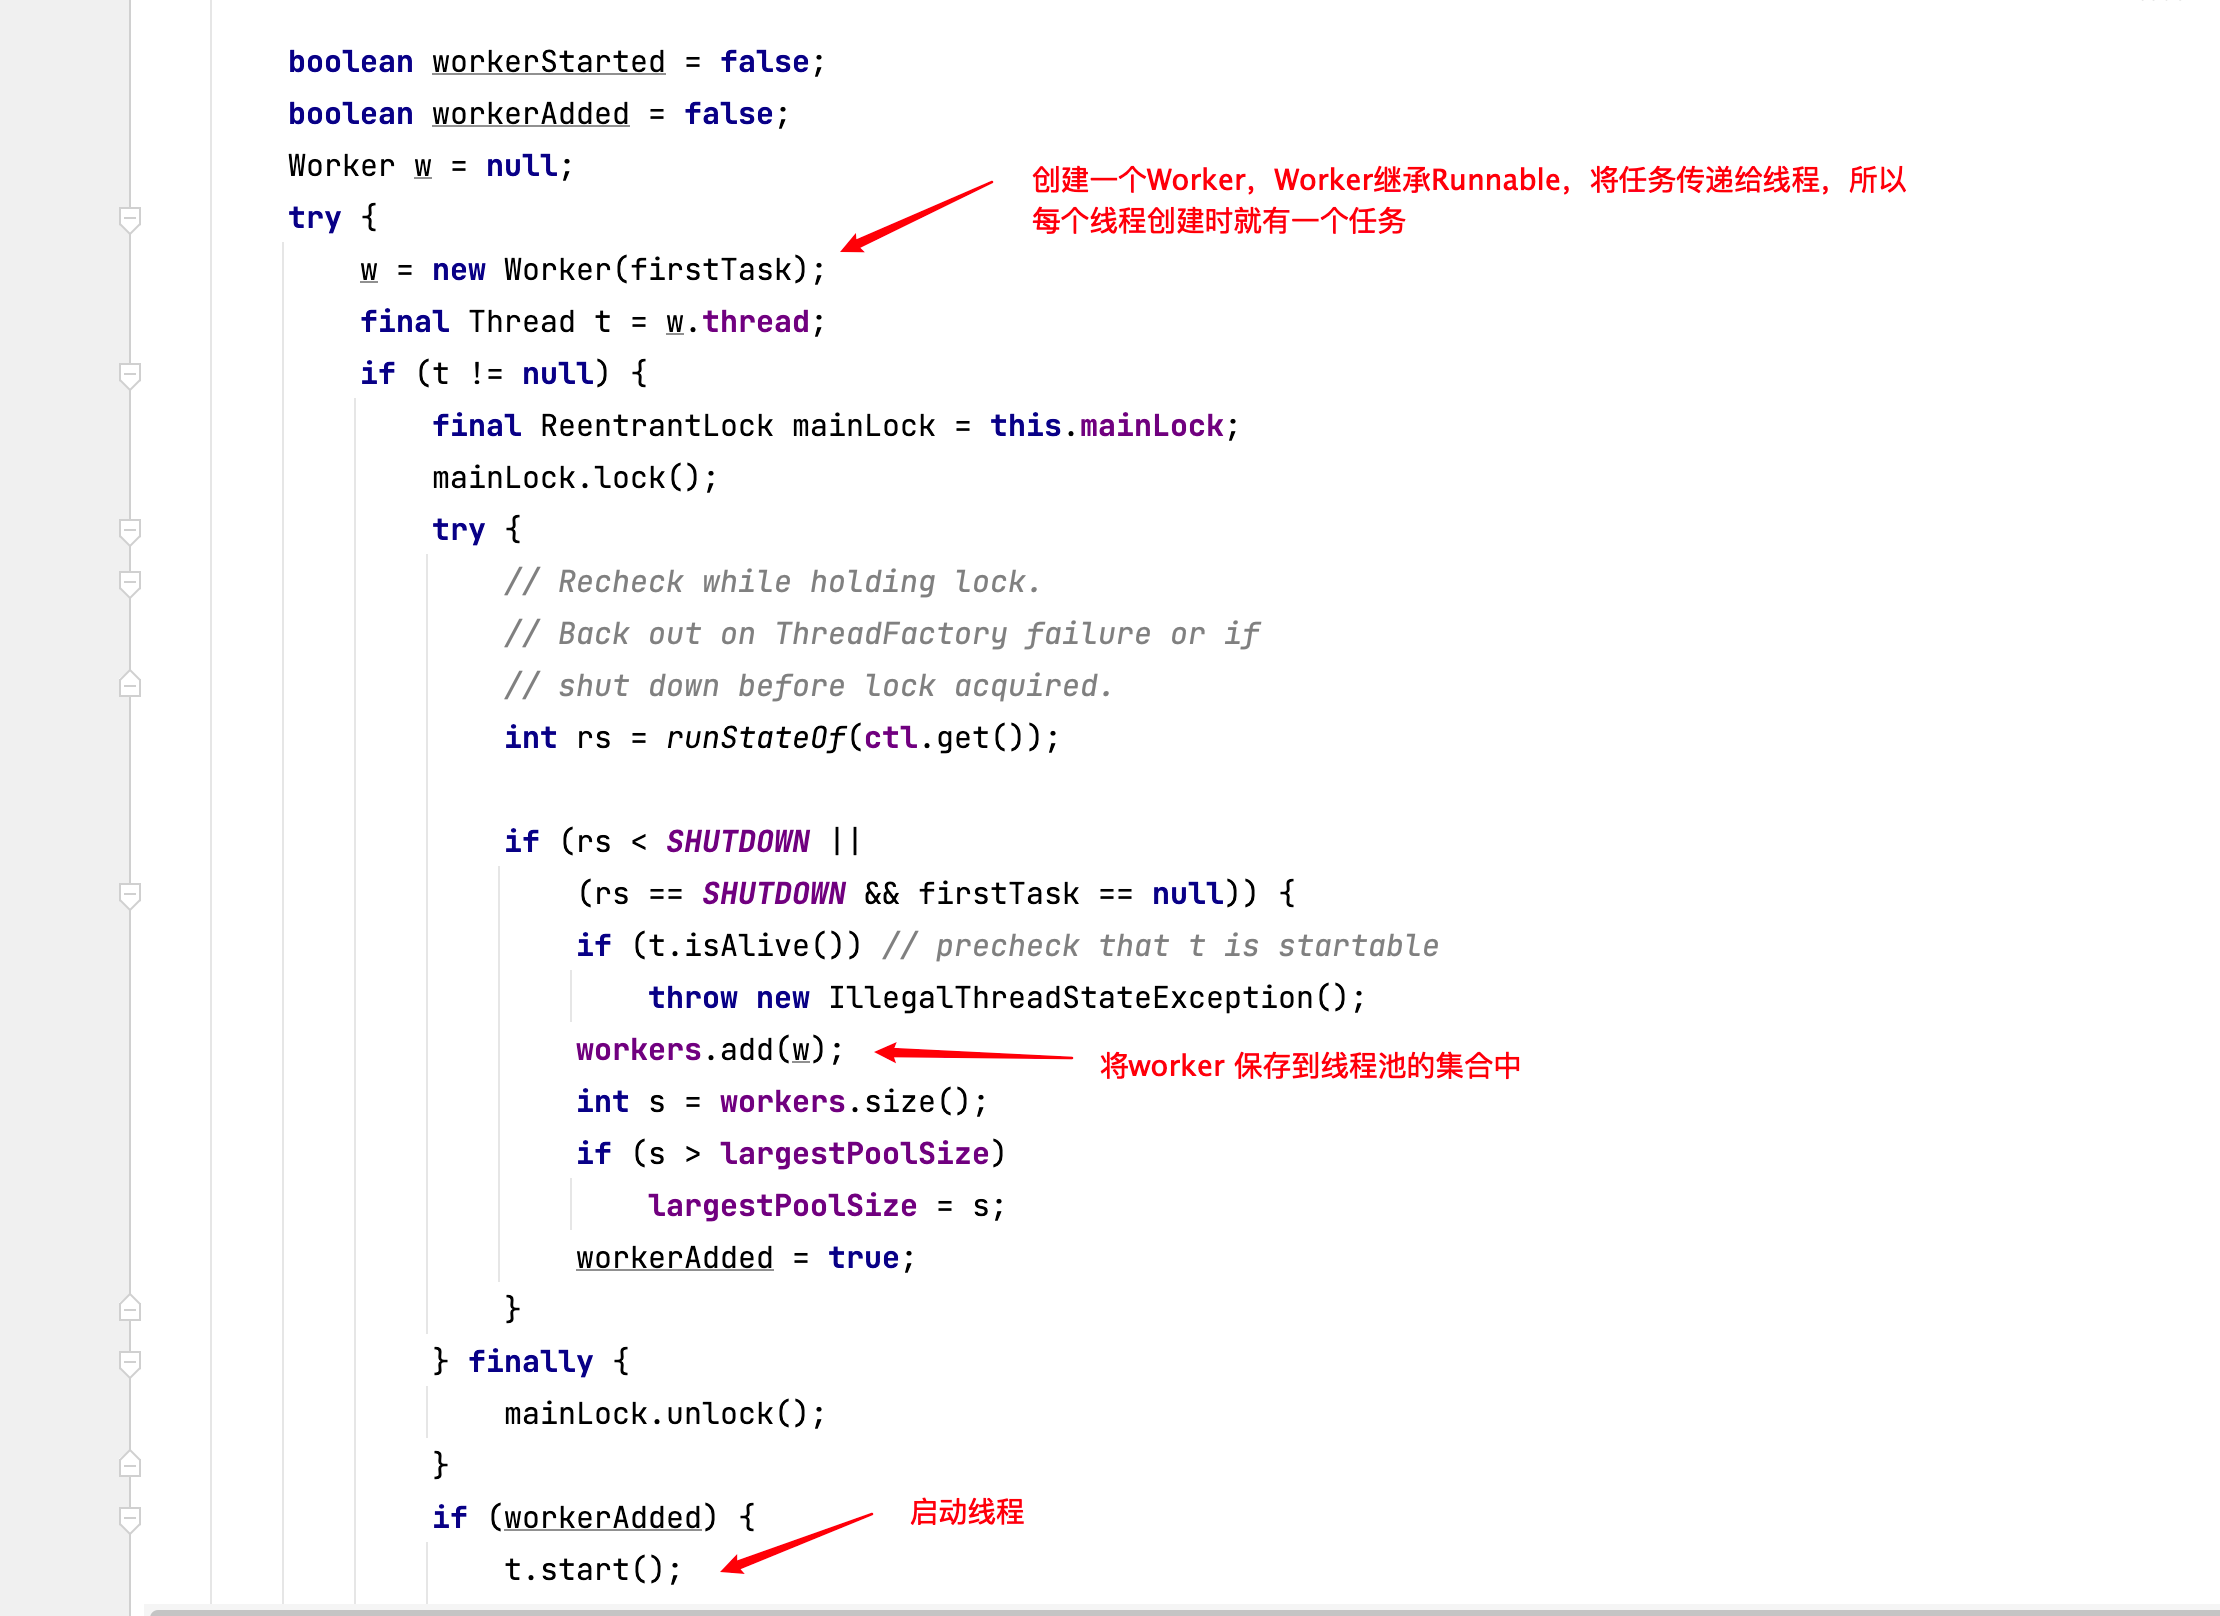 boolean workerStarted = false;
boolean workerAdded = false;
Worker w = null;
try {
创建一个Worker，Worker继承Runnable，将任务传递给线程，所以
每个线程创建时就有一个任务
w = new Worker(firstTask);
final Thread t = w.thread;
if (t != null) {
final ReentrantLock mainLock = this.mainLock;
mainLock.lock();
try {
// Recheck while holding lock.
// Back out on ThreadFactory failure or if
// shut down before lock acquired.
int rs = runStateOf(ctl.get());
if (rs < SHUTDOWN ||
(rs == SHUTDOWN && firstTask == null)) {
if (t.isAlive()) // precheck that t is startable
throw new IllegalThreadStateException();
workers.add(w);
将worker 保存到线程池的集合中
int s = workers.size();
if (s > largestPoolSize)
largestPoolSize = s;
workerAdded = true;
}
} finally {
mainLock.unlock();
}
if (workerAdded) {
启动线程
t.start();